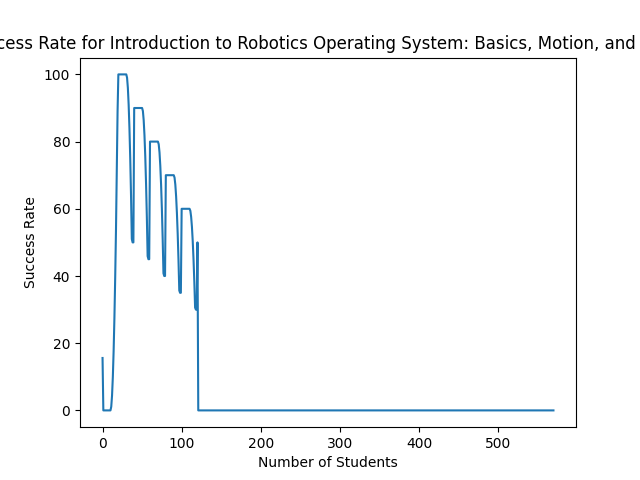 cess Rate for Introduction to Robotics Operating System: Basics, Motion, and
100
80
60
40
20
0
Success Rate
0 100 200 300 400 500
Number of Students